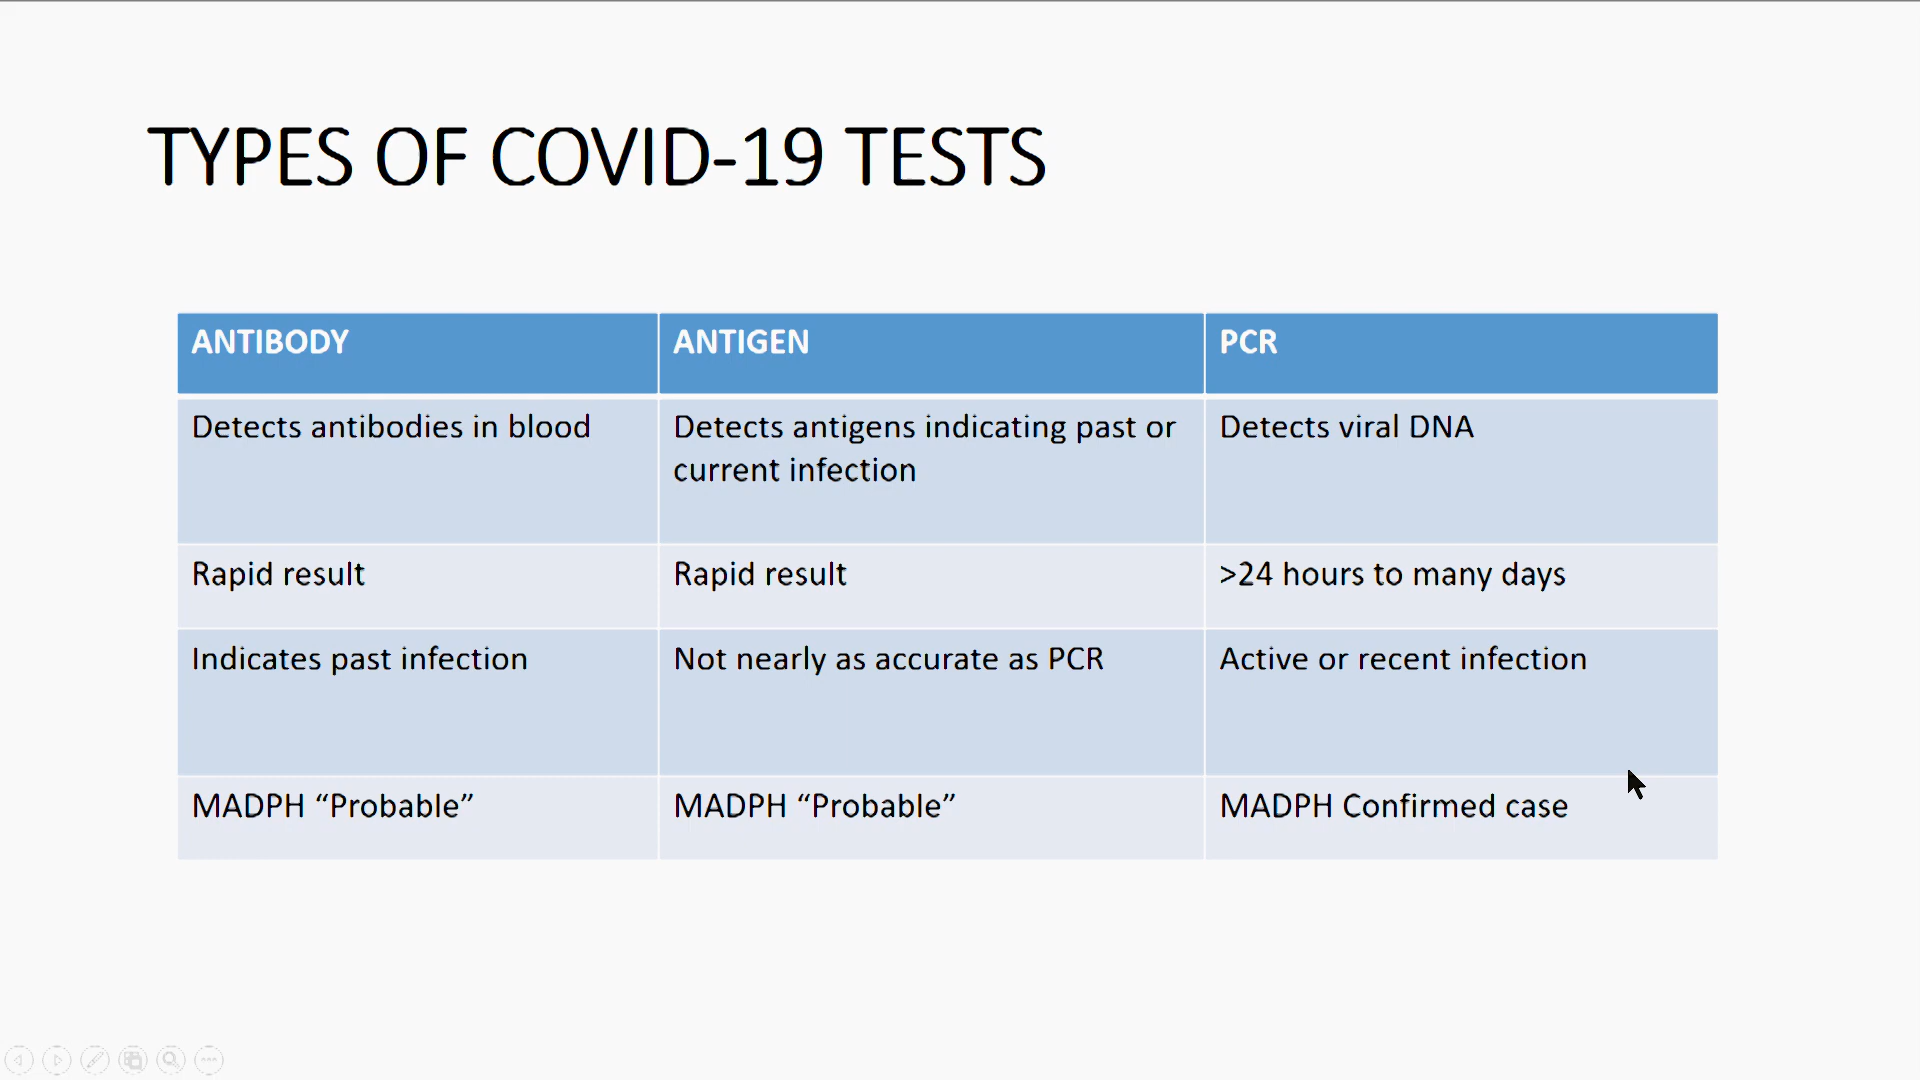 TYPES OF COVID-19 TESTS
ANTIBODY ANTIGEN PCR
Detects antibodies in blood Detects antigens indicating past or Detects viral DNA
current infection
Rapid result Rapid result >24 hours to many days
Indicates past infection Not nearly as accurate as PCR Active or recent infection
MADPH “Probable” MADPH “Probable” MADPH Confirmed case